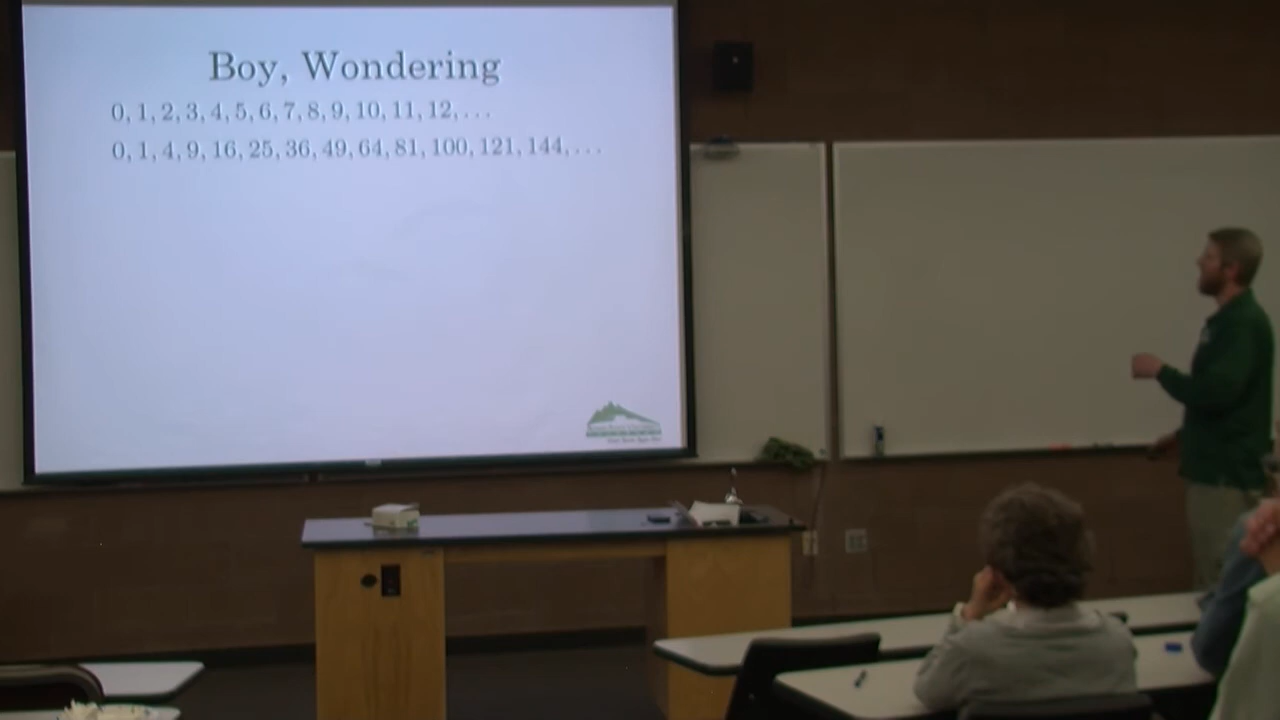 Boy, Wondering
0, 1, 2, 3, 4, 5, 6, 7, 8, 9, 10, 11, 12, . . .
0, 1, 4, 9, 16, 25, 36, 49, 64, 81, 100, 121, 144, . . .